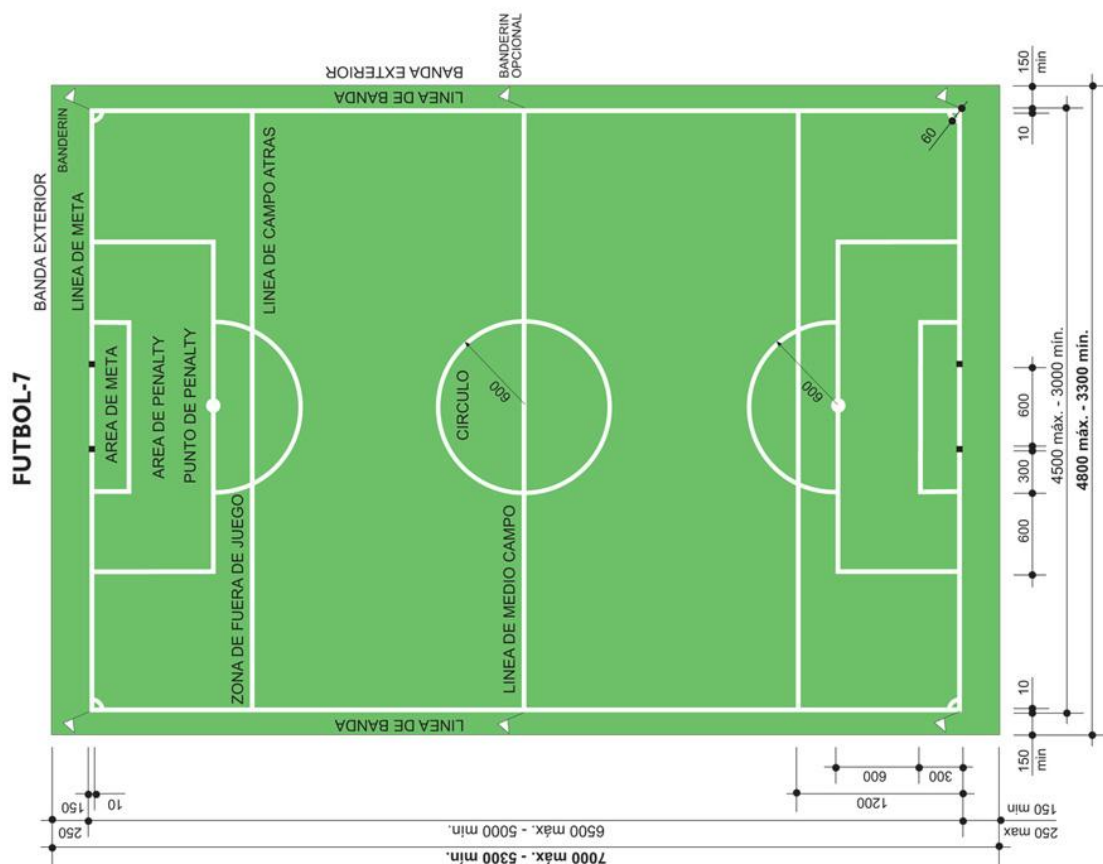 FUTBOL-7
BANDA EXTERIOR
BANDERIN
LINEA DE META
AREA DE META
AREA DE PENALTY
PUNTO DE PENALTY
ZONA DE FUERA DE JUEGO
LINEA DE CAMPO ATRAS
BANDA EXTERIOR
LINEA DE BANDA
BANDERIN
OPCIONAL
CIRCULO
600
LINEA DE MEDIO CAMPO
LINEA DE BANDA
600
60
150
min
10
600
300
600
4500 máx. - 3000 min.
4800 máx. - 3300 min.
10
150
min
250
150
10
6500 máx. - 5000 min.
7000 máx. - 5300 min.
1200
600
300
250 max
150 min